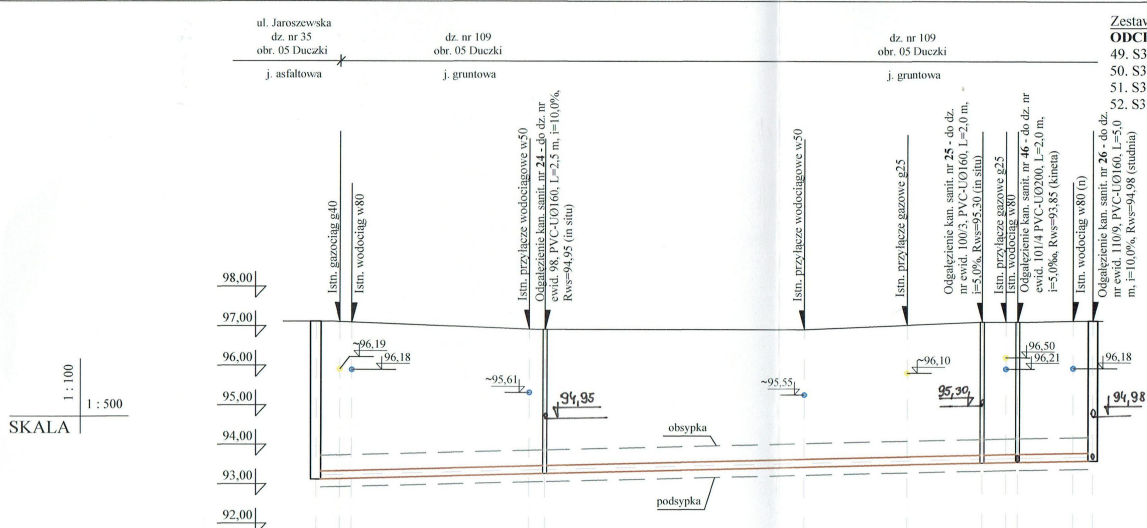 ul. Jaroszewska
dz. nr 35
obr. 05 Duczki
j. asfaltowa
dz. nr 109
obr. 05 Duczki
j. gruntowa
dz. nr 109
obr. 05 Duczki
j. gruntowa
Zestaw
ODCI
49. S3
50. S3
51. S3
52. S3
Istn. gazociąg g40
Istn. wodociąg w80
Istn. przyłącze wodociągowe w50
Odgałęzienie kan. sanit. nr 24 - do dz. nr
ewid. 98, PVC-UØ160, L=2,5 m, i=10,0%,
Rws=94,95 (in situ)
Istn. przyłącze wodociągowe w50
Istn. przyłącze gazowe g25
Odgałęzienie kan. sanit. nr 25 - do dz.
nr ewid. 100/3, PVC-UØ160, L=2,0 m,
i=5,0%, Rws=95,30 (in situ)
Istn. przyłącze gazowe g25
Istn. wodociąg w80
Odgałęzienie kan. sanit. nr 46 - do dz. nr
ewid. 101/4 PVC-UØ200, L=2,0 m,
i=5,0‰, Rws=93,85 (kineta)
Istn. wodociąg w80 (n)
Odgałęzienie kan. sanit. nr 26 - do dz.
nr ewid. 110/9, PVC-UØ160, L=5,0
m, i=10,0%, Rws=94,98 (studnia)
98,00
97,00
96,00
95,00
94,00
93,00
92,00
~96,19
96,18
~95,61
94,95
~95,55
~96,10
95,30
96,50
96,21
96,18
94,98
obsypka
podsypka
1 : 100
1 : 500
SKALA